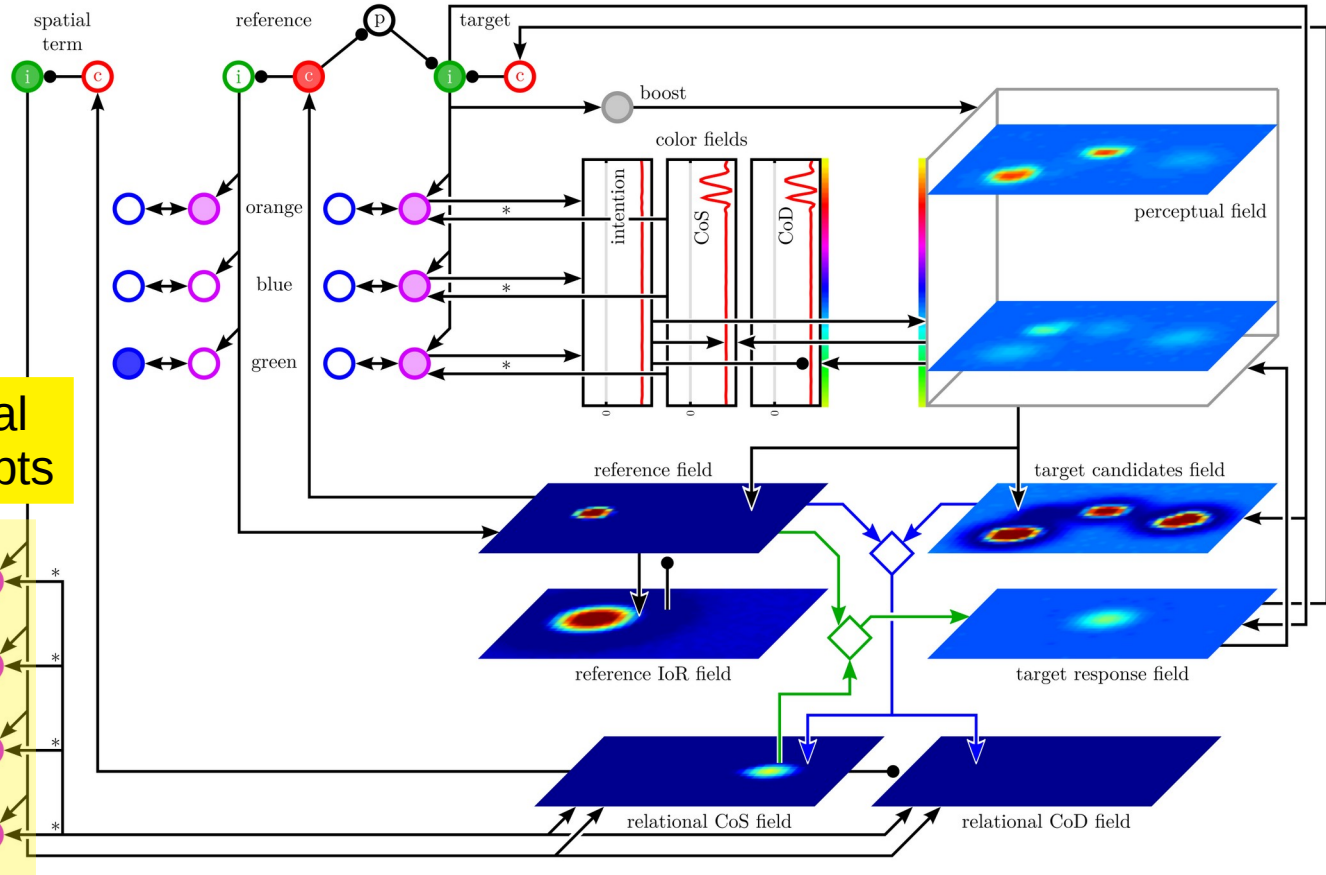 spatial
term
reference
p
target
i
c
i
c
i
c
boost
color fields
intention
CoS
CoD
perceptual field
orange
*
blue
*
green
*
0
0
0
al
pts
reference field
target candidates field
*
reference IoR field
target response field
*
*
*
relational CoS field
relational CoD field